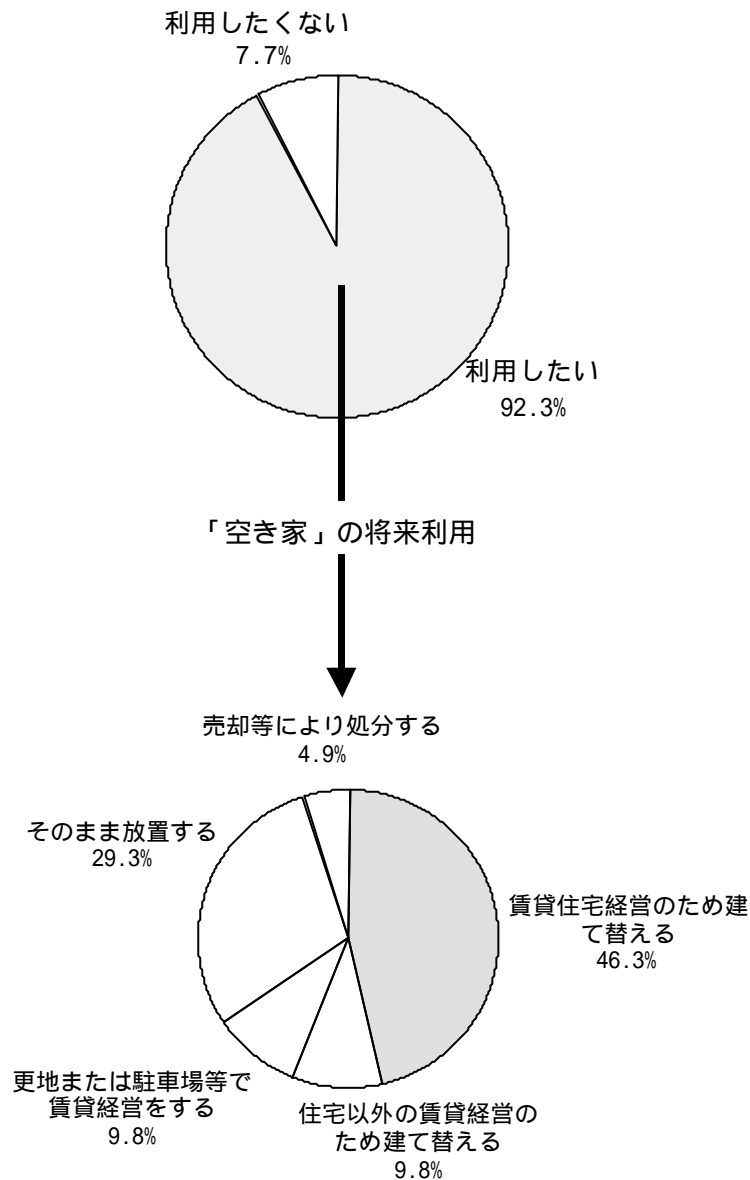 利用したくない
7.7%
利用したい
92.3%
「空き家」の将来利用
売却等により処分する
4.9%
そのまま放置する
29.3%
賃貸住宅経営のため建
て替える
46.3%
更地または駐車場等で
賃貸経営をする
9.8%
住宅以外の賃貸経営の
ため建て替える
9.8%